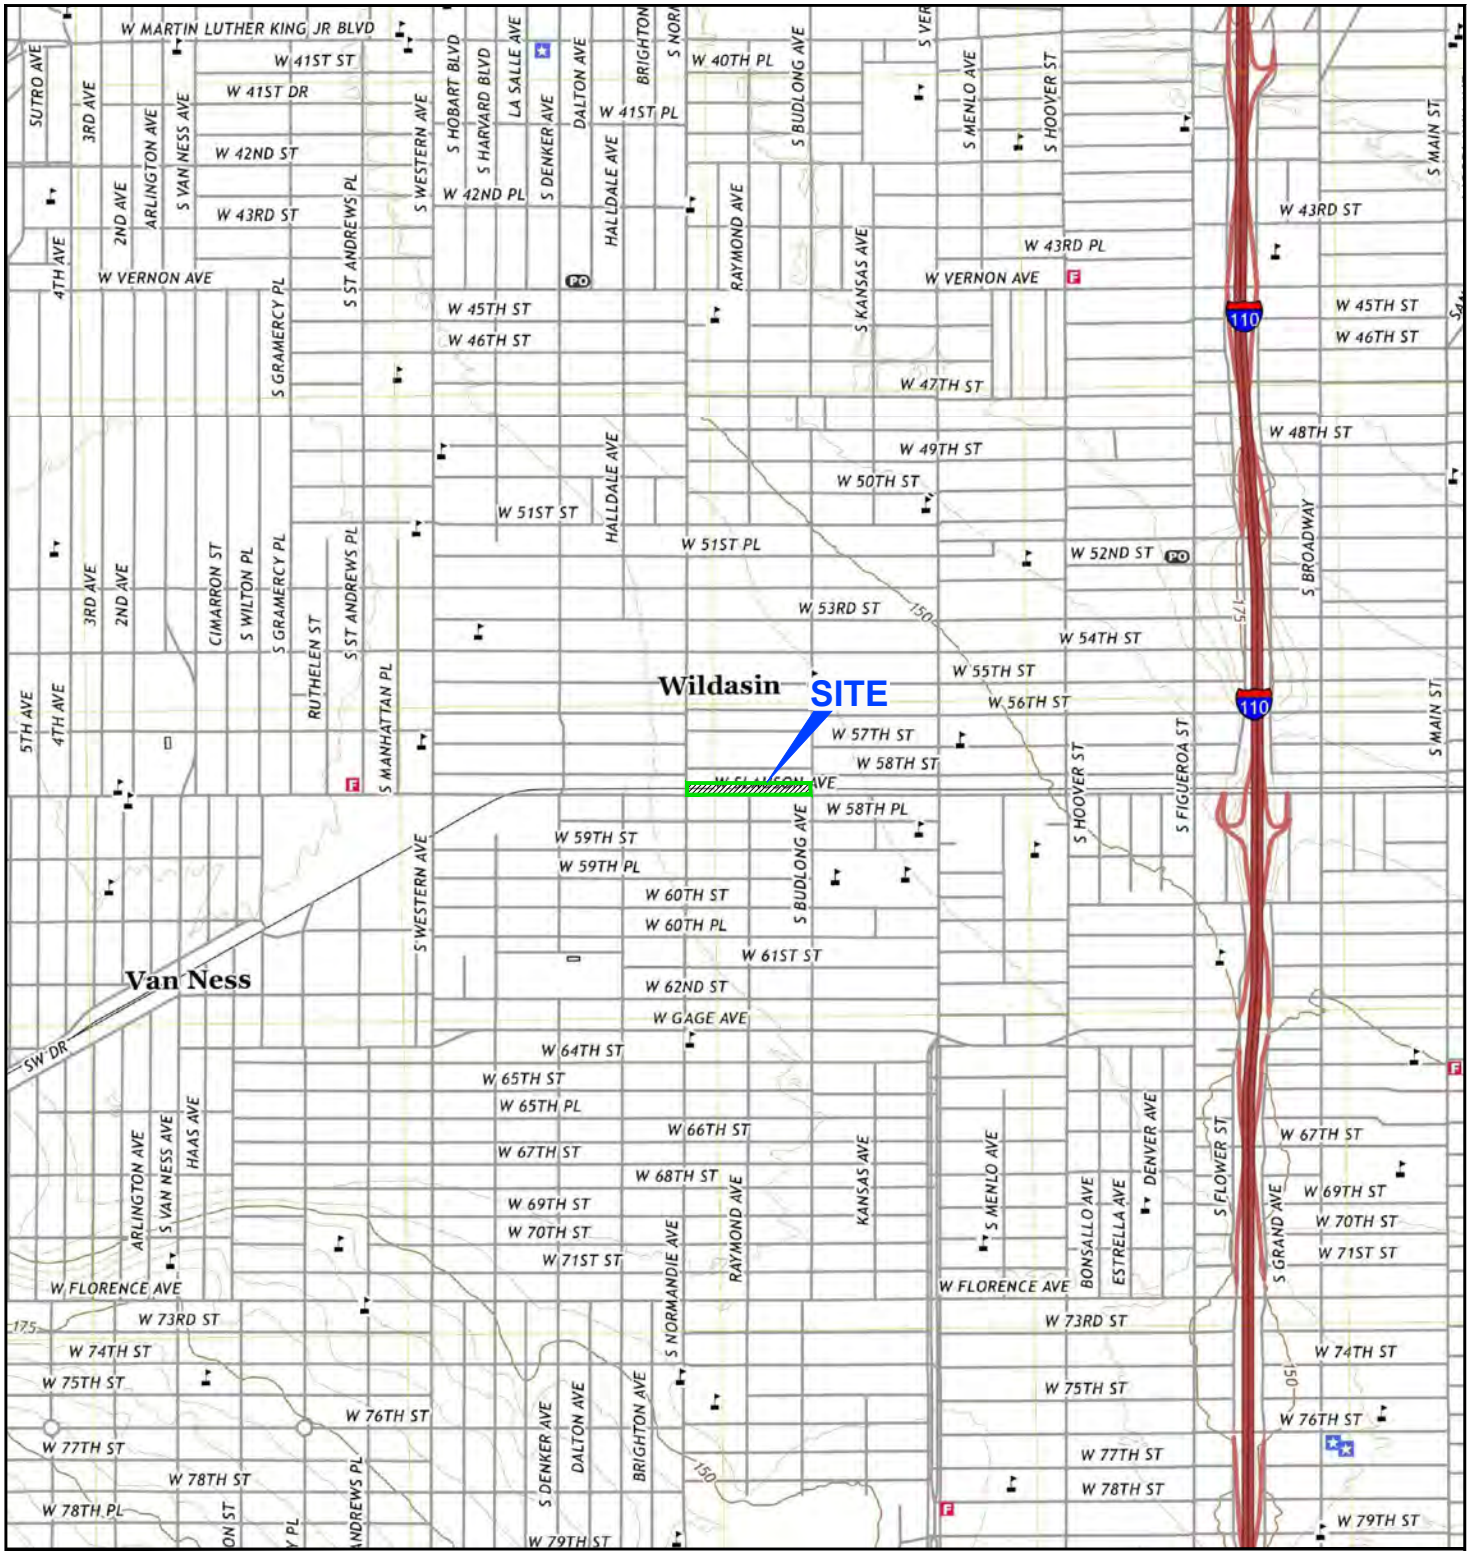 W MARTIN LUTHER KING JR BLVD
W 41ST ST
W 40TH PL
SUTRO AVE
3RD AVE
W 41ST DR
ARLINGTON AVE
S VAN NESS AVE
S WESTERN AVE
S HOBART BLVD
S HARVARD BLVD
LA SALLE AVE
S DENKER AVE
DALTON AVE
BRIGHTON
S NOR
W 41ST PL
S BUDLONG AVE
S VER
S MENLO AVE
S HOOVER ST
S MAIN ST
W 42ND ST
HALLDALE AVE
W 42ND PL
2ND AVE
W 43RD ST
S ST ANDREWS PL
RAYMOND AVE
W 43RD ST
4TH AVE
S KANSAS AVE
W 43RD PL
W VERNON AVE
PO
W VERNON AVE
F
S GRAMERCY PL
W 45TH ST
W 45TH ST
110
W 46TH ST
W 46TH ST
W 47TH ST
W 48TH ST
W 49TH ST
HALLDALE AVE
W 50TH ST
W 51ST ST
W 51ST PL
W 52ND ST
PO
S BROADWAY
3RD AVE
2ND AVE
CIMARRON ST
S WILTON PL
S GRAMERCY PL
S ST ANDREWS PL
RUTHELEN ST
W 53RD ST
150
175
W 54TH ST
W 55TH ST
Wildasin
SITE
W 56TH ST
110
5TH AVE
4TH AVE
S MANHATTAN PL
W 57TH ST
S MAIN ST
W 58TH ST
S HOOVER ST
S FIGUEROA ST
F
W SLAUSON AVE
W 58TH PL
W 59TH ST
W 59TH PL
S WESTERN AVE
S BUDLONG AVE
W 60TH ST
W 60TH PL
W 61ST ST
Van Ness
W 62ND ST
W GAGE AVE
SW DR
W 64TH ST
F
W 65TH ST
W 65TH PL
ARLINGTON AVE
S VAN NESS AVE
HAAS AVE
W 66TH ST
W 67TH ST
W 67TH ST
KANSAS AVE
S MENLO AVE
DENVER AVE
S FLOWER ST
W 68TH ST
W 69TH ST
W 69TH ST
RAYMOND AVE
BONSALLO AVE
ESTRELLA AVE
S GRAND AVE
W 70TH ST
W 70TH ST
W 71ST ST
W 71ST ST
S NORMANDIE AVE
W FLORENCE AVE
W FLORENCE AVE
175
W 73RD ST
W 73RD ST
W 74TH ST
W 74TH ST
W 75TH ST
W 75TH ST
150
W 76TH ST
W 76TH ST
S DENKER AVE
DALTON AVE
BRIGHTON AVE
W 77TH ST
W 77TH ST
150
W 78TH ST
W 78TH ST
W 78TH PL
F
ON ST
Y PL
ANDREWS PL
W 79TH ST
W 79TH ST